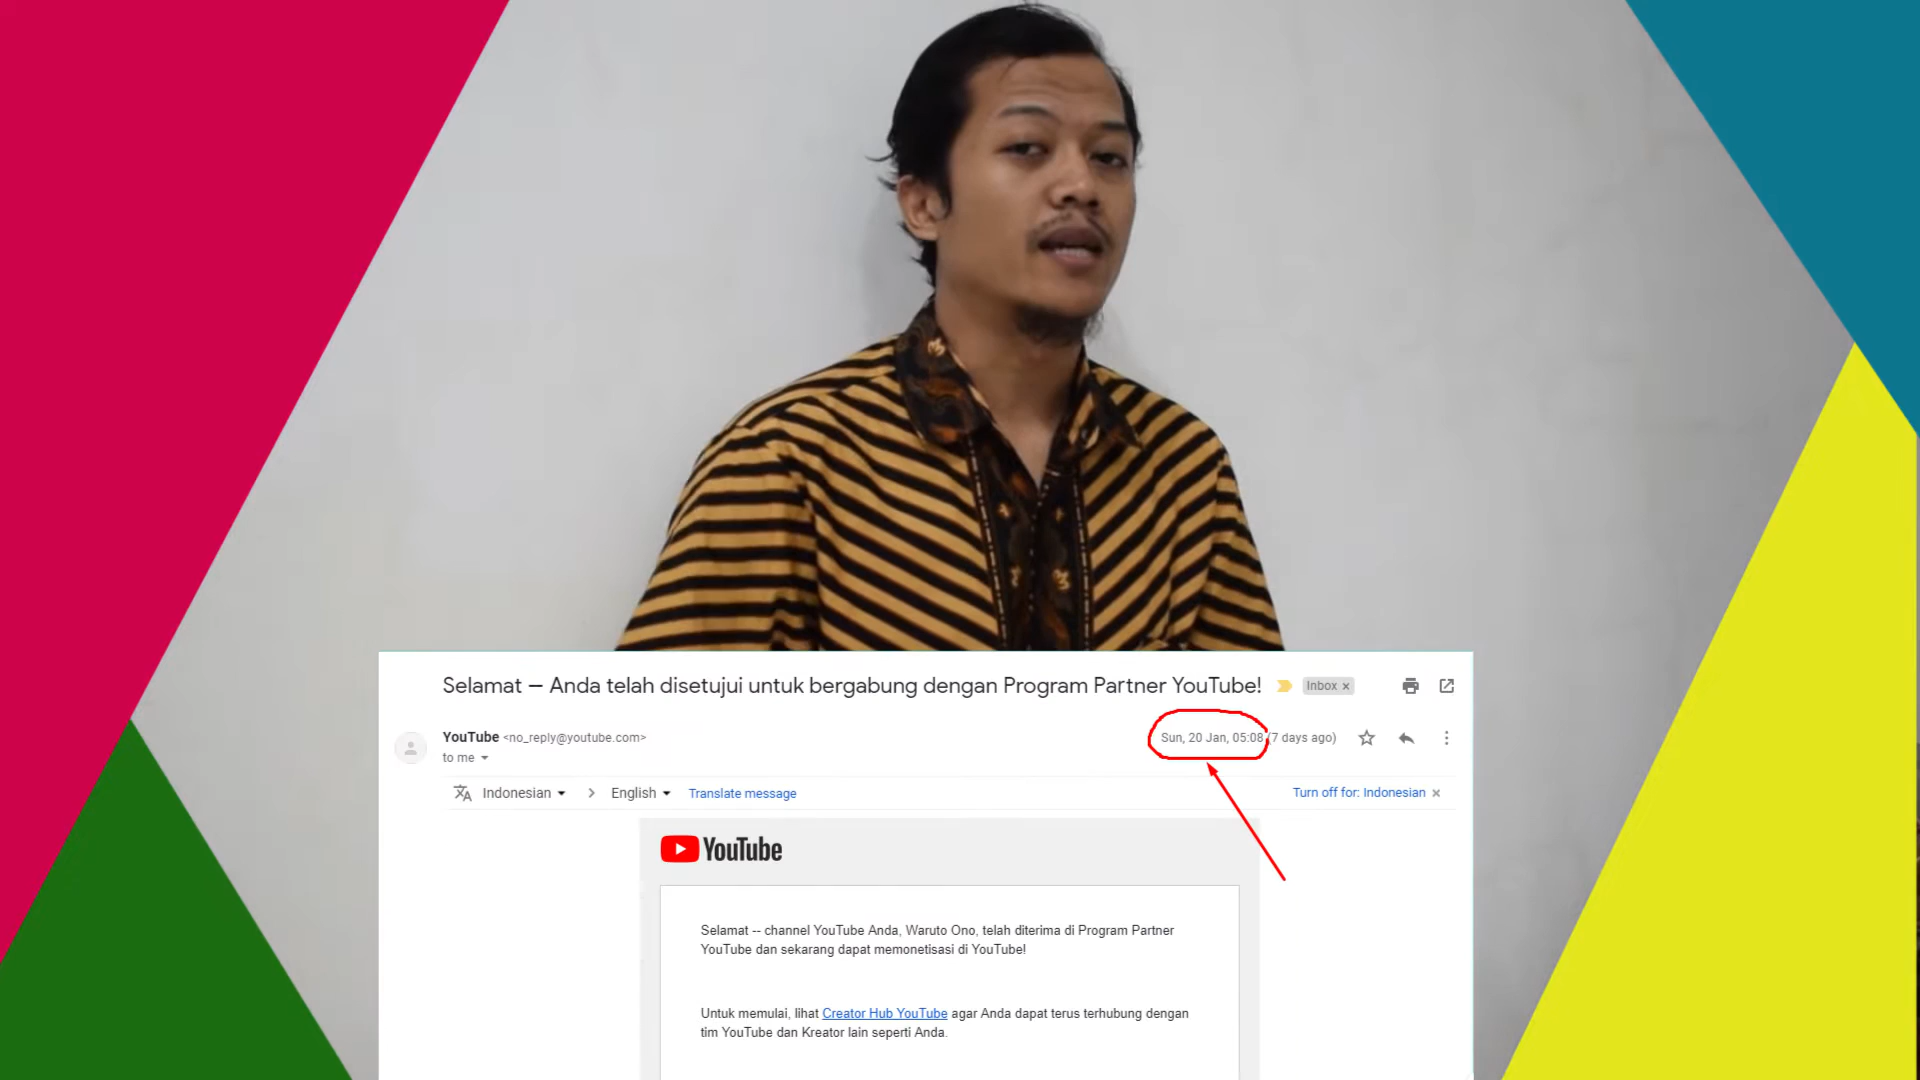 Selamat – Anda telah disetujui untuk bergabung dengan Program Partner YouTube! Inbox x
YouTube <no_reply@youtube.com> Sun, 20 Jan, 05:08 (7 days ago)
to me
Indonesian > English Translate message Turn off for: Indonesian x
YouTube
Selamat -- channel YouTube Anda, Waruto Ono, telah diterima di Program Partner
YouTube dan sekarang dapat memonetisasi di YouTube!
Untuk memulai, lihat Creator Hub YouTube agar Anda dapat terus terhubung dengan
tim YouTube dan Kreator lain seperti Anda.